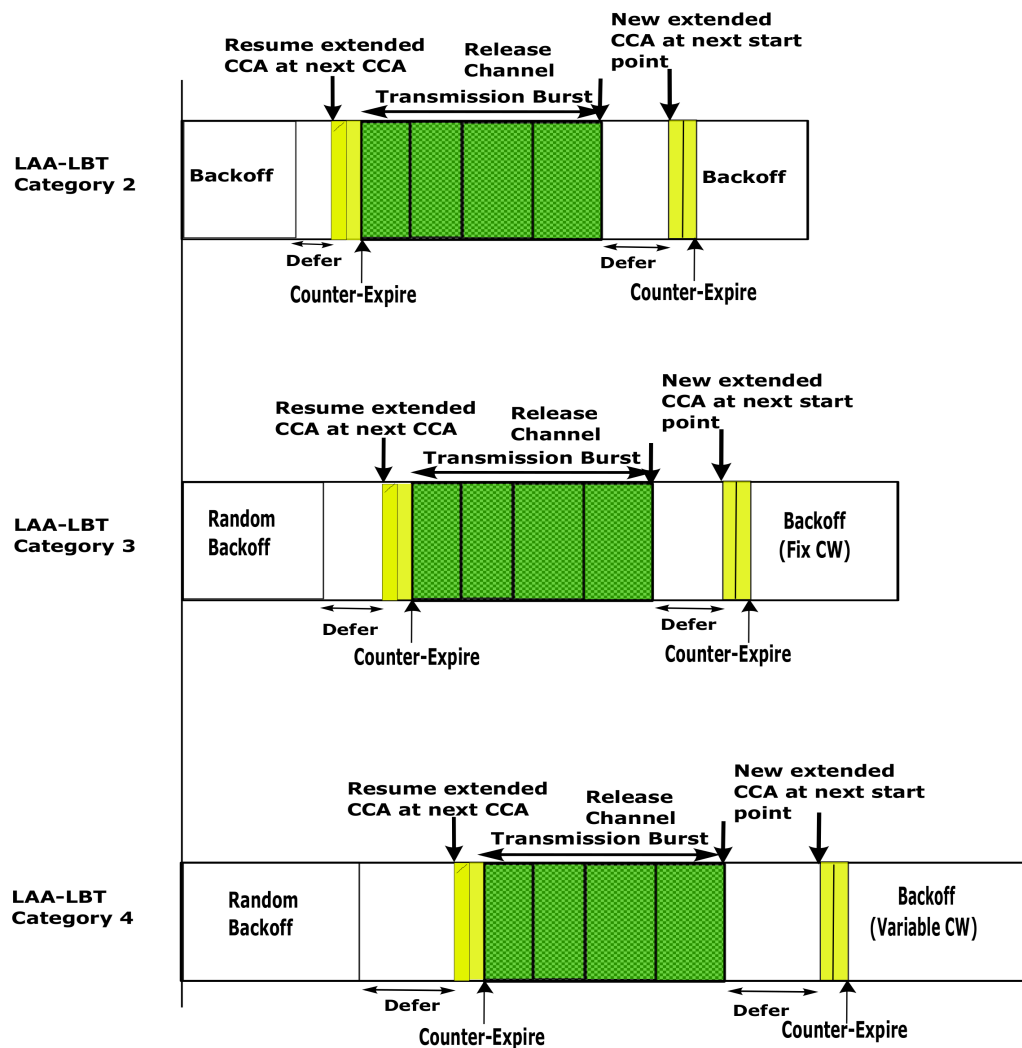 New extended
CCA at next start
point
Resume extended
CCA at next CCA
Release
Channel
Transmission Burst
LAA-LBT
Category 2
Backoff
Backoff
Defer
Defer
Counter-Expire
Counter-Expire
New extended
CCA at next start
point
Resume extended
CCA at next CCA
Release
Channel
Transmission Burst
LAA-LBT
Category 3
Random
Backoff
Backoff
(Fix CW)
Defer
Defer
Counter-Expire
Counter-Expire
New extended
CCA at next start
point
Resume extended
CCA at next CCA
Release
Channel
Transmission Burst
LAA-LBT
Category 4
Random
Backoff
Backoff
(Variable CW)
Defer
Defer
Counter-Expire
Counter-Expire